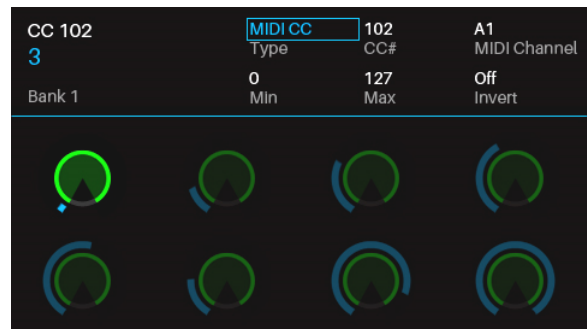 CC 102 MIDI CC 102 A1
3 Type CC# MIDI Channel
0 127 Off
Bank 1 Min Max Invert